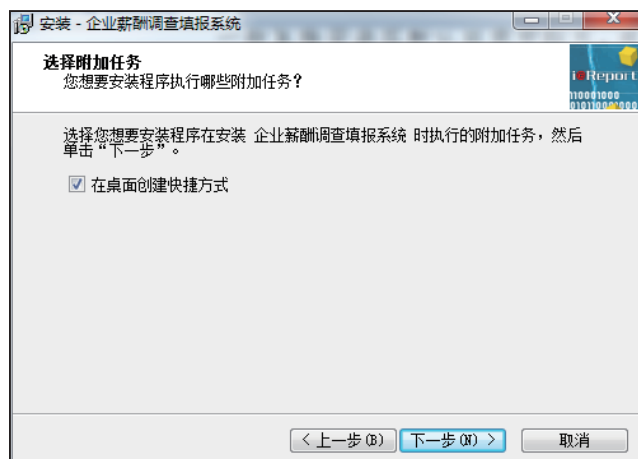 安装 - 企业薪酬调查填报系统
选择附加任务
您想要安装程序执行哪些附加任务?
i@Report
110001000
010110001000
选择您想要安装程序在安装 企业薪酬调查填报系统 时执行的附加任务，然后
单击“下一步”。
在桌面创建快捷方式
< 上一步(B)
下一步(N) >
取消